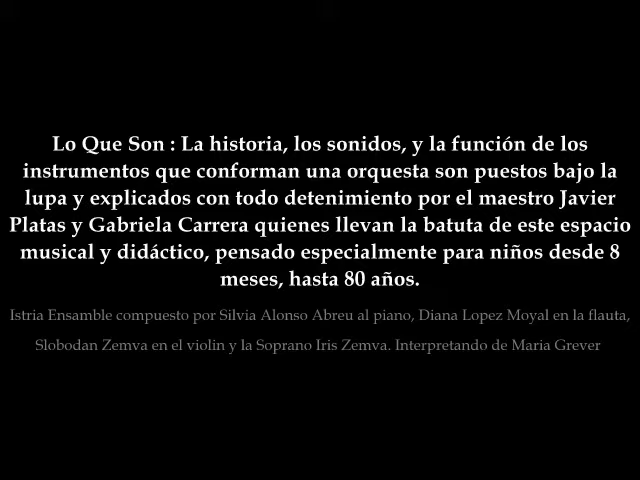 Lo Que Son : La historia, los sonidos, y la función de los
instrumentos que conforman una orquesta son puestos bajo la
lupa y explicados con todo detenimiento por el maestro Javier
Platas y Gabriela Carrera quienes llevan la batuta de este espacio
musical y didáctico, pensado especialmente para niños desde 8
meses, hasta 80 años.
Istria Ensamble compuesto por Silvia Alonso Abreu al piano, Diana Lopez Moyal en la flauta,
Slobodan Zemva en el violin y la Soprano Iris Zemva. Interpretando de Maria Grever